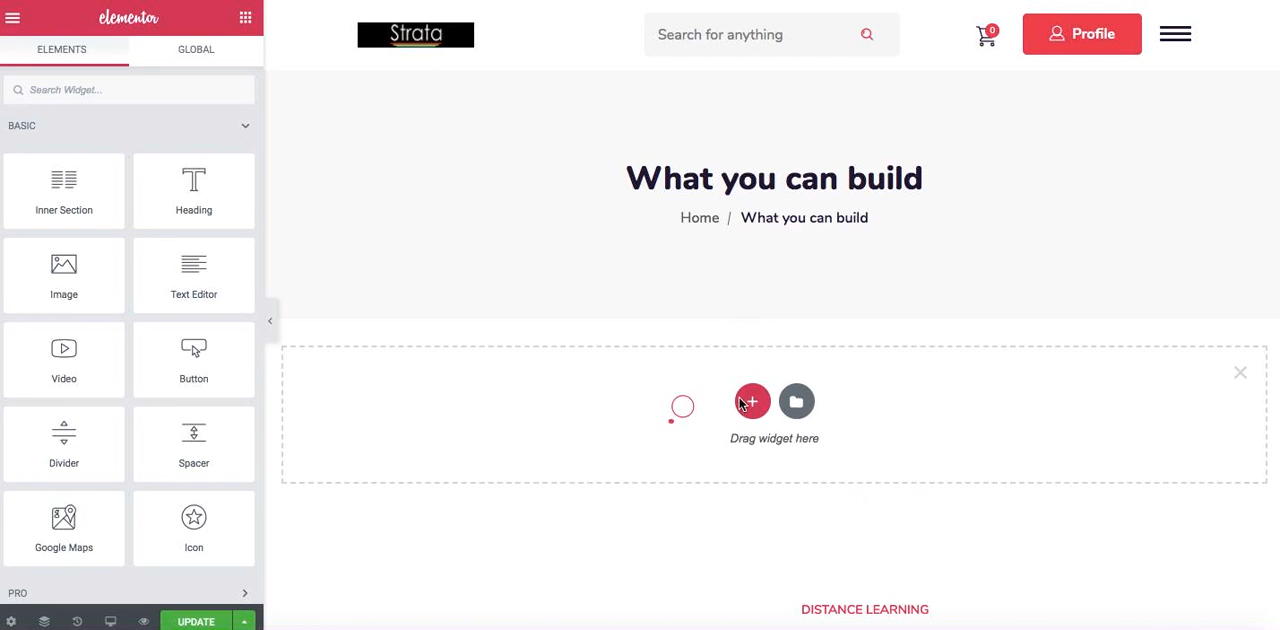 elementor
ELEMENTS GLOBAL
Search Widget...
BASIC
Inner Section Heading
Image Text Editor
Video Button
Divider Spacer
Google Maps Icon
PRO
UPDATE
Strata
Search for anything
0
Profile
What you can build
Home / What you can build
Drag widget here
DISTANCE LEARNING